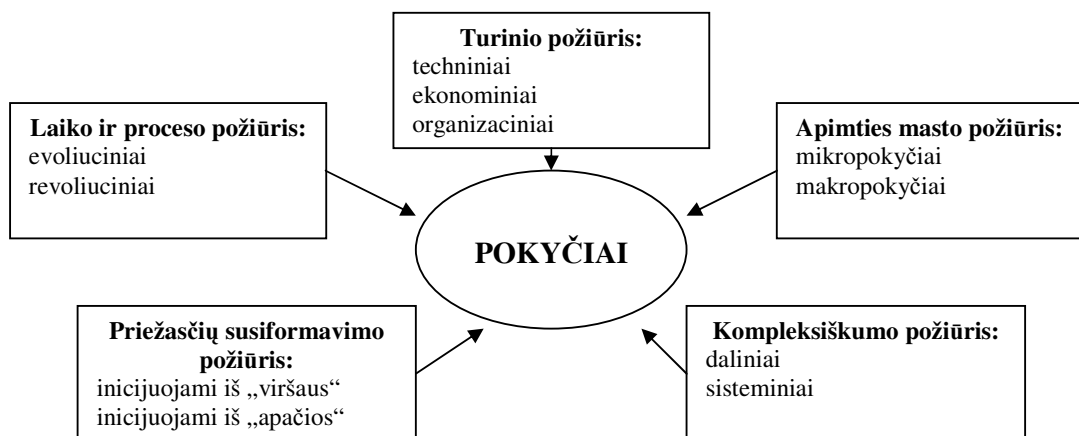 Turinio požiūris:
techniniai
ekonominiai
organizaciniai
Laiko ir proceso požiūris:
evoliuciniai
revoliuciniai
Apimties masto požiūris:
mikropokyčiai
makropokyčiai
POKYČIAI
Priežasčių susiformavimo
požiūris:
inicijuojami iš „viršaus“
inicijuojami iš „apačios“
Kompleksiškumo požiūris:
daliniai
sisteminiai